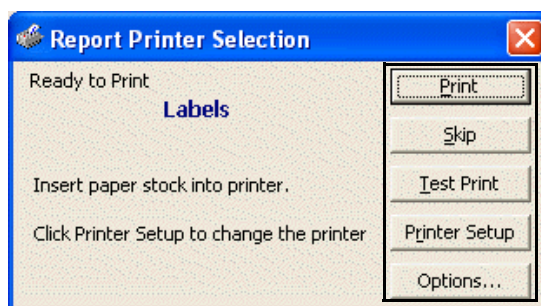 Report Printer Selection
Ready to Print
Labels
Insert paper stock into printer.
Click Printer Setup to change the printer
Print
Skip
Test Print
Printer Setup
Options...